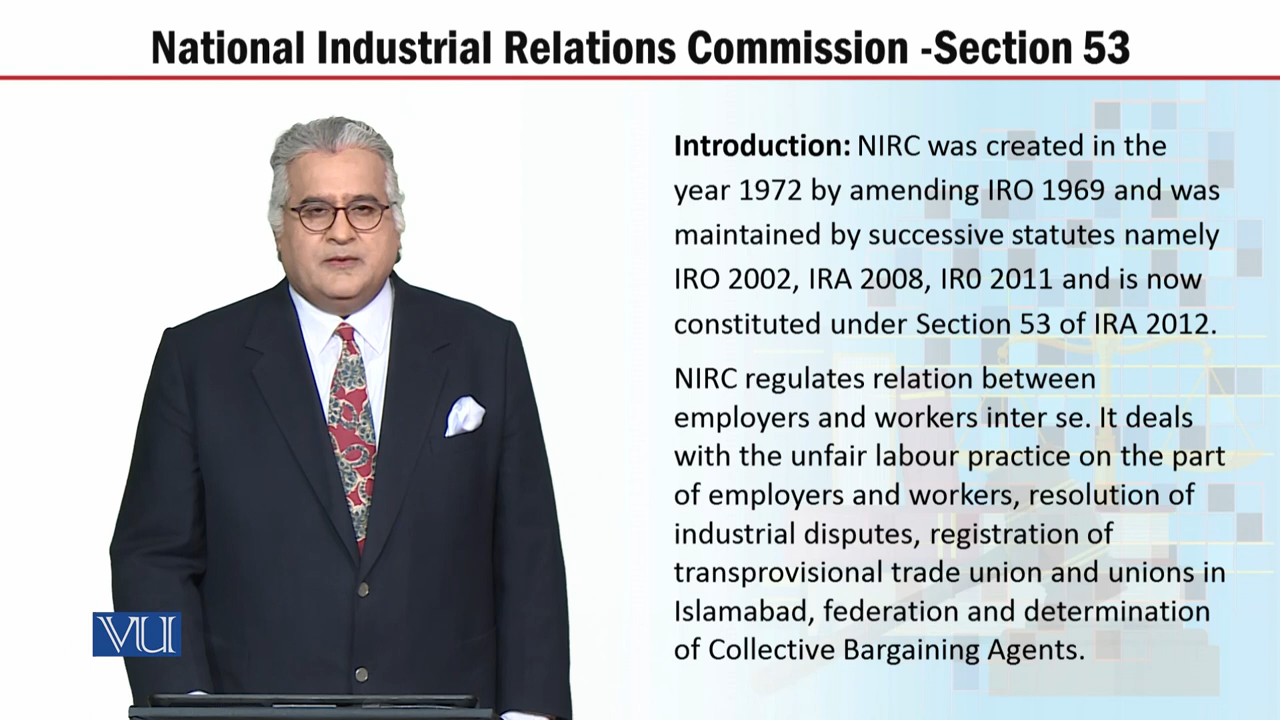 National Industrial Relations Commission -Section 53
Introduction: NIRC was created in the
year 1972 by amending IRO 1969 and was
maintained by successive statutes namely
IRO 2002, IRA 2008, IR0 2011 and is now
constituted under Section 53 of IRA 2012.
NIRC regulates relation between
employers and workers inter se. It deals
with the unfair labour practice on the part
of employers and workers, resolution of
industrial disputes, registration of
transprovisional trade union and unions in
Islamabad, federation and determination
of Collective Bargaining Agents.
VU